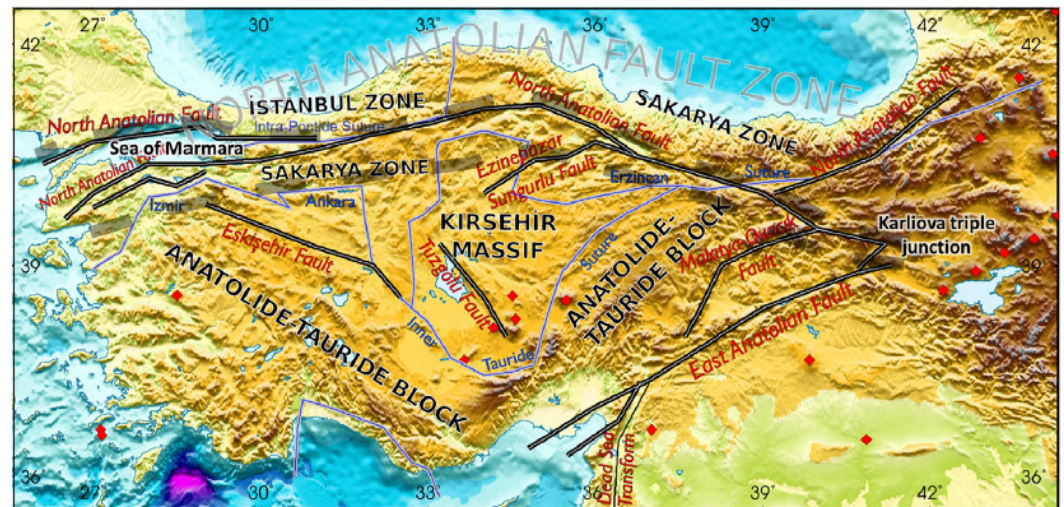 27° 30° 33° 36° 39° 42°
42°
42°
NORTH ANATOLIAN FAULT ZONE
İSTANBUL ZONE
North Anatolian Fault
Intra-Pontide Suture
Sea of Marmara
North Anatolian Fault
SAKARYA ZONE
North Anatolian Fault
SAKARYA ZONE
North Anatolian Fault
Ezinepazar
Sungurlu Fault
Erzincan
Suture
Izmir
Ankara
KIRSEHİR
MASSIF
Eskişehir Fault
Tuzgölü Fault
Suture
ANATOLIDE-
TAURIDE BLOCK
Malatya-Ovacik
Fault
Karliova triple
junction
39°
39°
ANATOLIDE-TAURIDE BLOCK
Inner
Tauride
East Anatolian Fault
Dead Sea
Transform
36°
36°
27° 30° 33° 36° 39° 42°